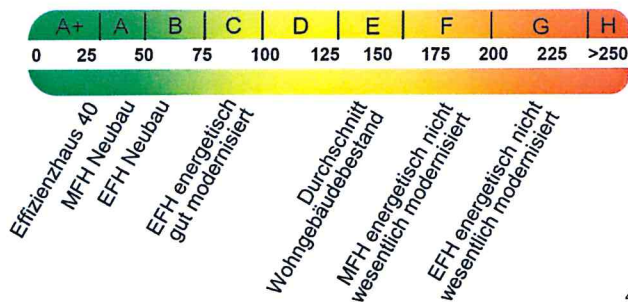 A+ A B C D E F G H
0 25 50 75 100 125 150 175 200 225 >250
Effizienzhaus 40
MFH Neubau
EFH Neubau
EFH energetisch
gut modernisiert
Durchschnitt
Wohngebäudebestand
MFH energetisch nicht
wesentlich modernisiert
EFH energetisch nicht
wesentlich modernisiert